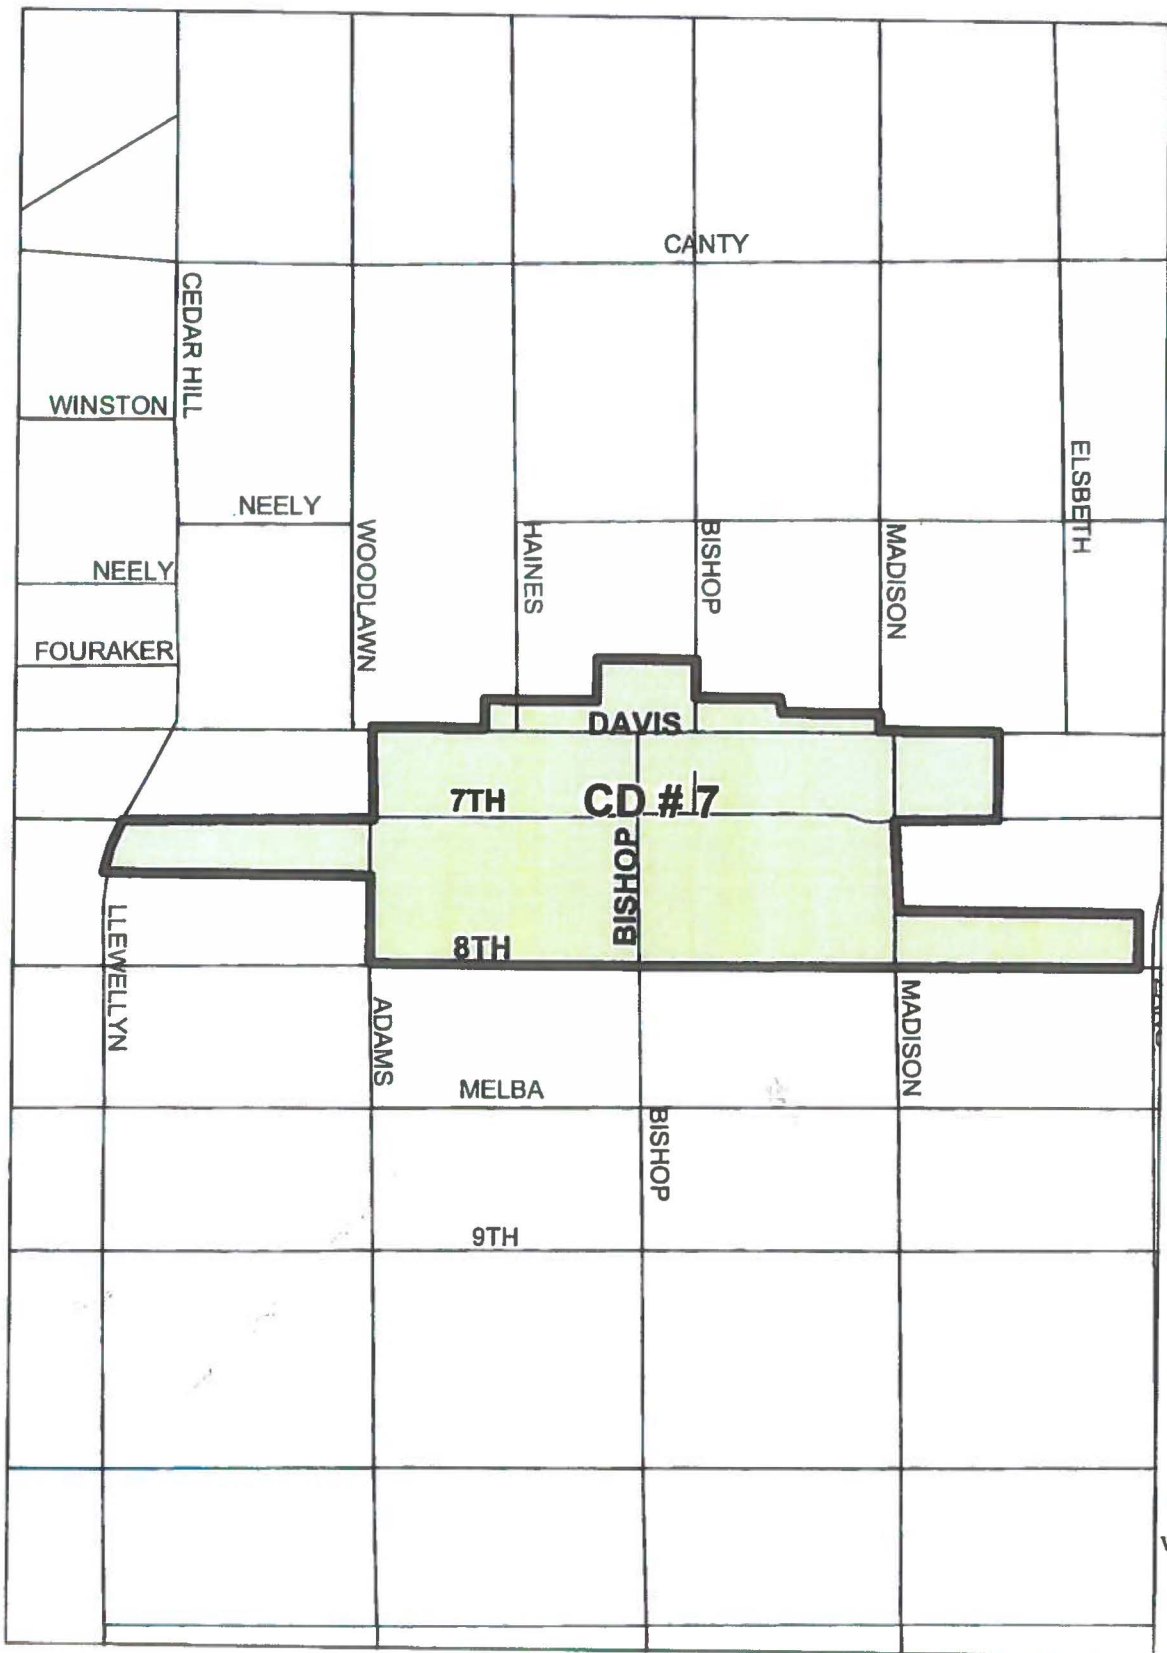 CANTY
CEDAR HILL
WINSTON
ELSBETH
NEELY
WOODLAWN
HAINES
BISHOP
MADISON
NEELY
FOURAKER
DAVIS
7TH
CD # 7
BISHOP
8TH
LLEWELLYN
ADAMS
MADISON
MELBA
BISHOP
9TH